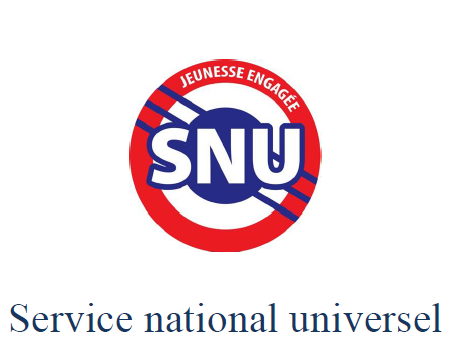 JEUNESSE ENGAGÉE
SNU
Service national universel